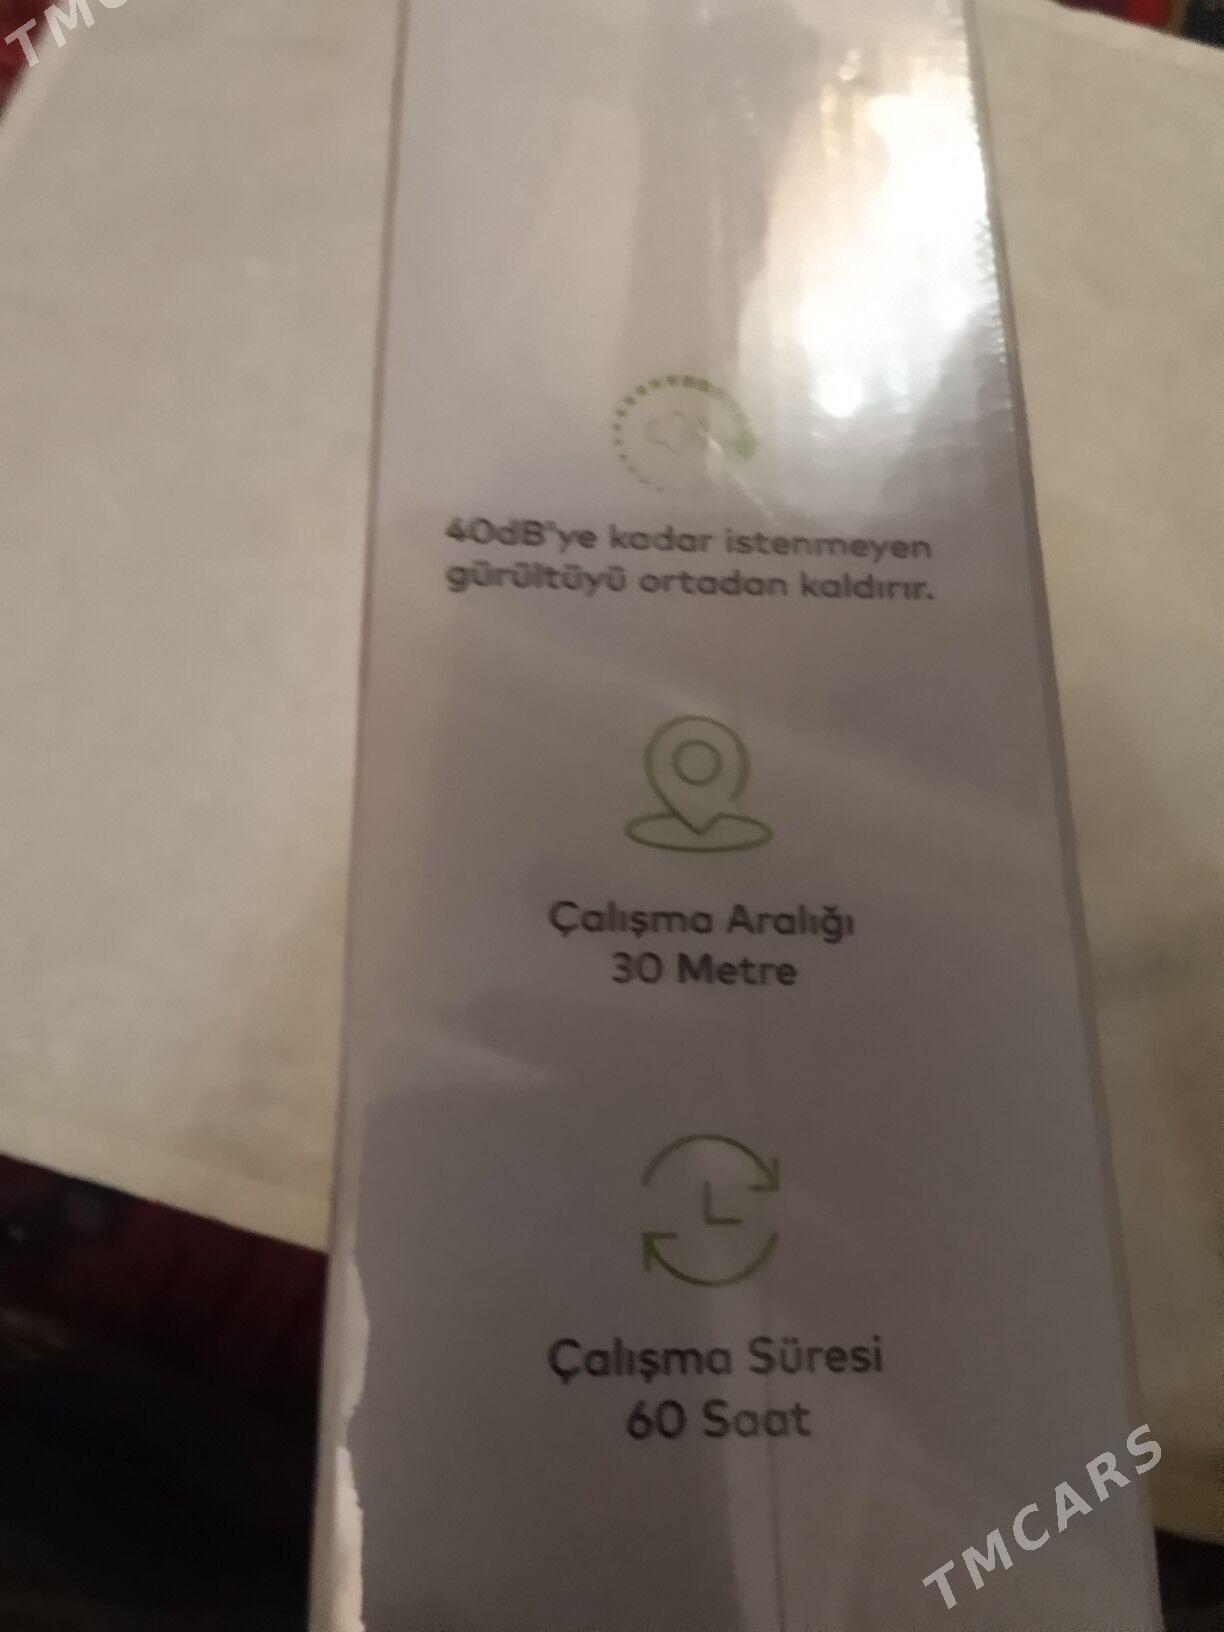 TMC
40dB'ye kadar istenmeyen
gürültüyü ortadan kaldırır.
Çalışma Aralığı
30 Metre
Çalışma Süresi
60 Saat
TMCARS